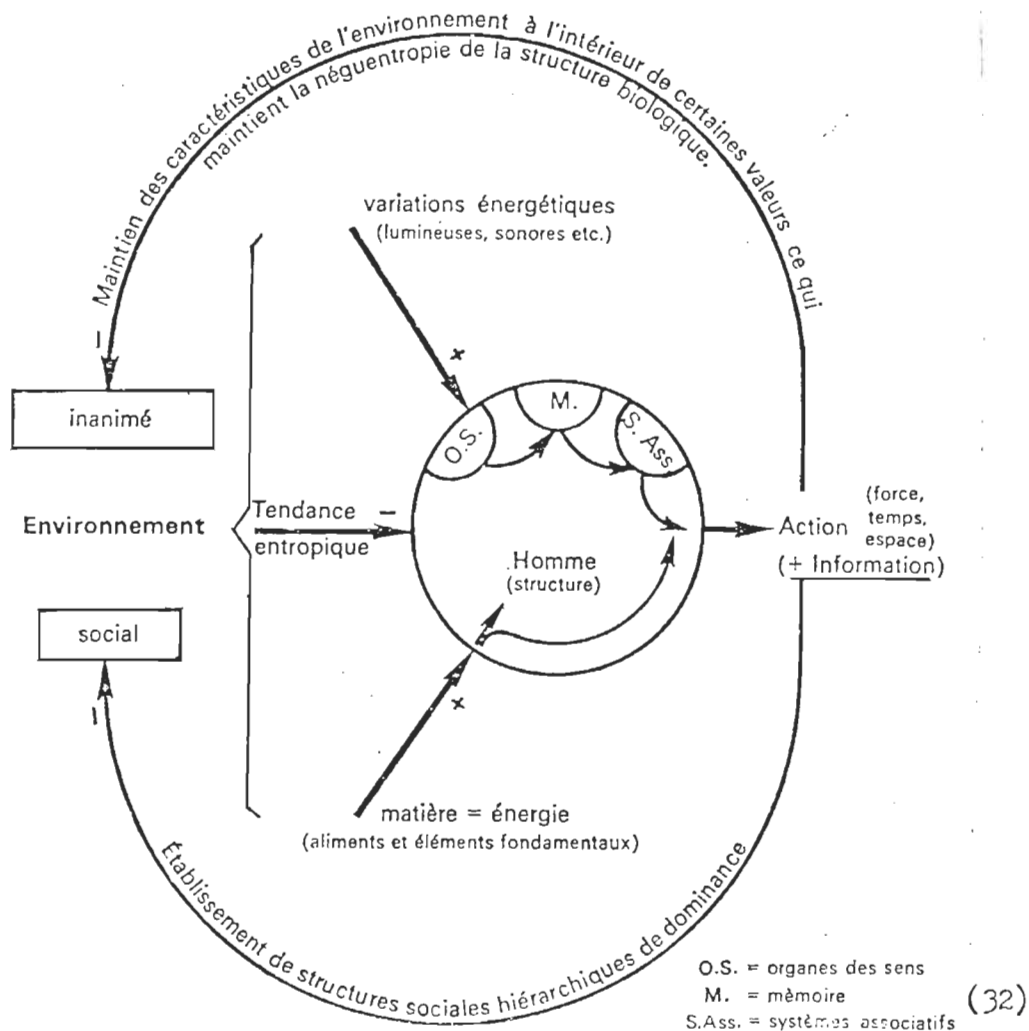 Maintien des caractéristiques de l'environnement à l'intérieur de certaines valeurs ce qui
maintient la néguentropie de la structure biologique.
variations énergétiques
(lumineuses, sonores etc.)
+
–
inanimé
O.S.
M.
S. Ass
Environnement
Tendance
entropique
–
Homme
(structure)
Action
(force,
temps,
espace)
(+ Information)
social
–
+
matière = énergie
(aliments et éléments fondamentaux)
Établissement de structures sociales hiérarchiques de dominance
O.S. = organes des sens
M. = mèmoire
S.Ass. = systèmes associatifs
(32)